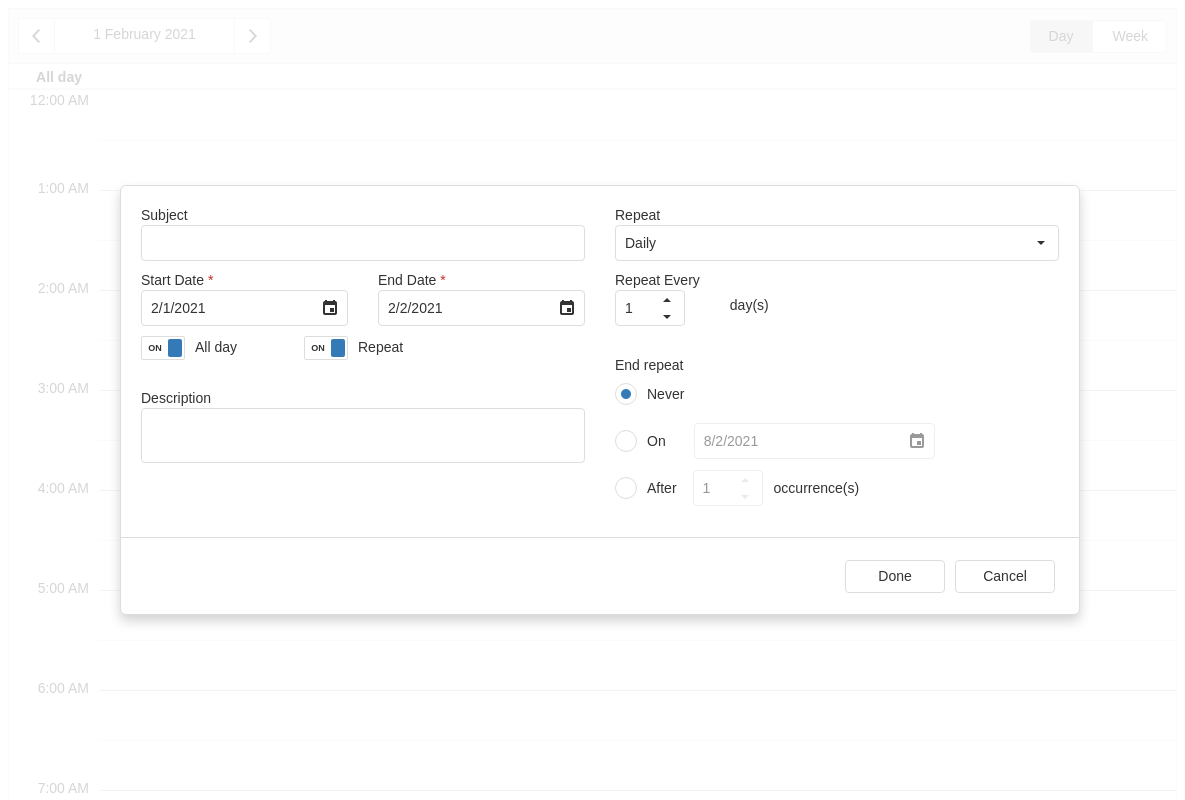 1 February 2021
Day
Week
All day
12:00 AM
1:00 AM
Subject
Repeat
Daily
2:00 AM
Start Date *
End Date *
Repeat Every
2/1/2021
2/2/2021
1
day(s)
ON
All day
ON
Repeat
End repeat
3:00 AM
Description
Never
On
8/2/2021
4:00 AM
After
1
occurrence(s)
5:00 AM
Done
Cancel
6:00 AM
7:00 AM